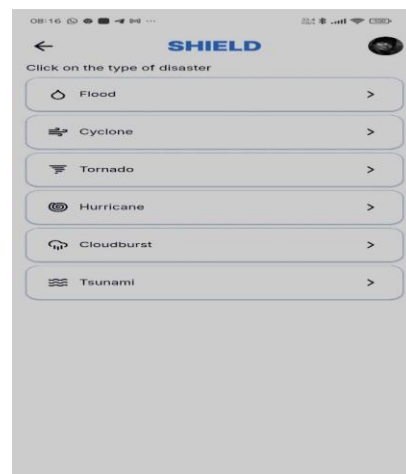 08:16
SHIELD
Click on the type of disaster
Flood
Cyclone
Tornado
Hurricane
Cloudburst
Tsunami